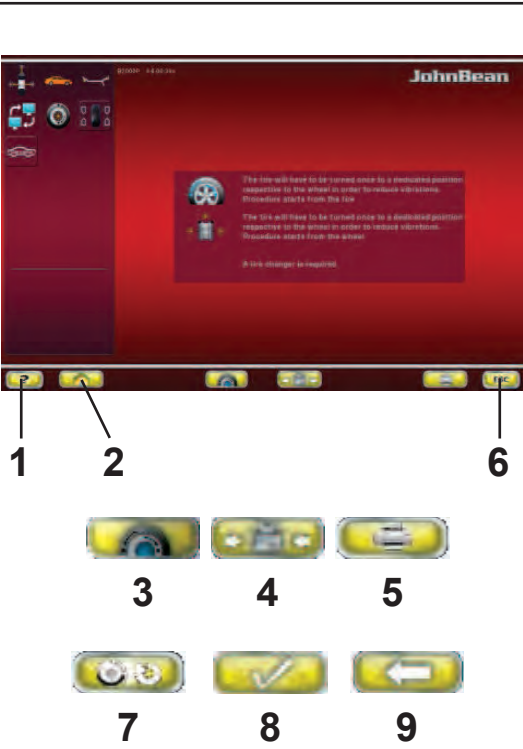 JohnBean
The tire will have to be turned once to a dedicated position
respective to the wheel in order to reduce vibrations.
Procedure starts from the tire
The tire will have to be turned once to a dedicated position
respective to the wheel in order to reduce vibrations.
Procedure starts from the wheel
A tire changer is required
? ESC
1 2 6
3 4 5
7 8 9